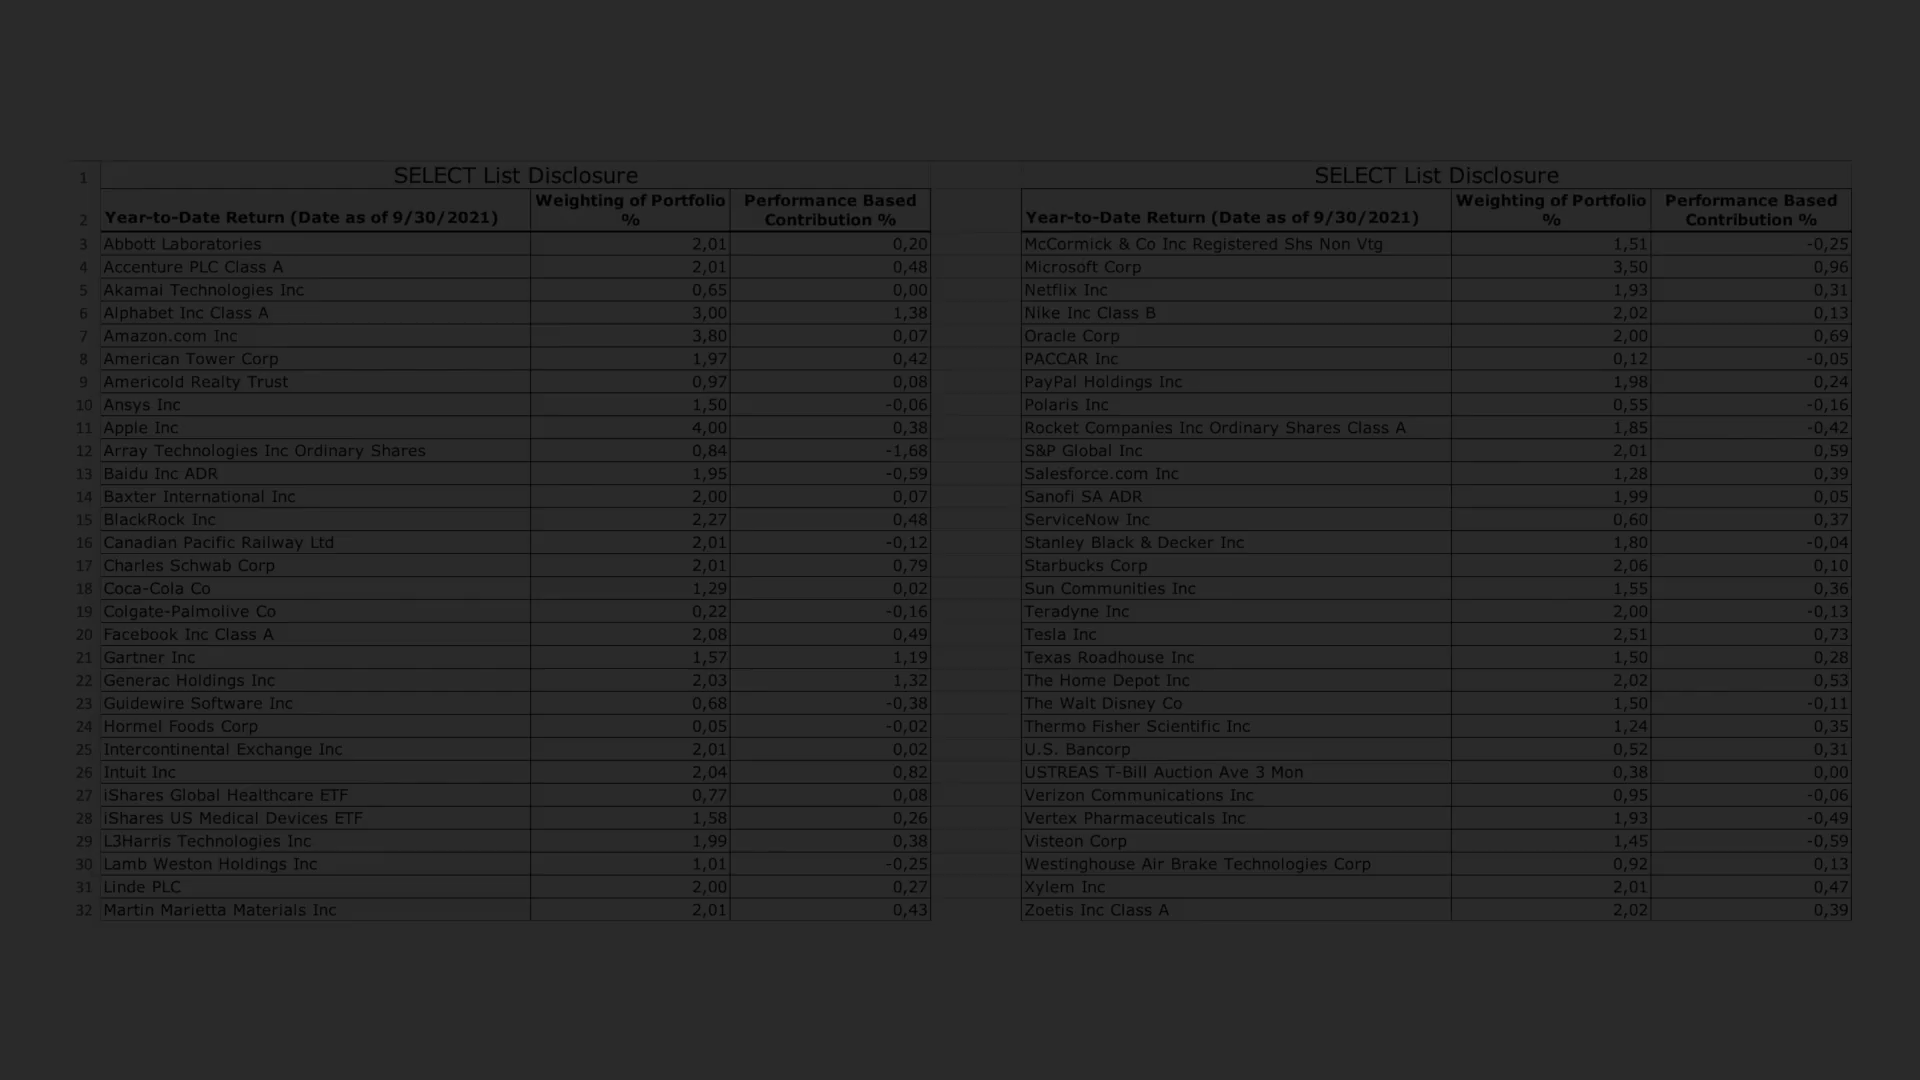 1 SELECT List Disclosure SELECT List Disclosure
2 Year-to-Date Return (Date as of 9/30/2021) Weighting of Portfolio % Performance Based Contribution % Year-to-Date Return (Date as of 9/30/2021) Weighting of Portfolio % Performance Based Contribution %
3 Abbott Laboratories 2,01 0,20 McCormick & Co Inc Registered Shs Non Vtg 1,51 -0,25
4 Accenture PLC Class A 2,01 0,48 Microsoft Corp 3,50 0,96
5 Akamai Technologies Inc 0,65 0,00 Netflix Inc 1,93 0,31
6 Alphabet Inc Class A 3,00 1,38 Nike Inc Class B 2,02 0,13
7 Amazon.com Inc 3,80 0,07 Oracle Corp 2,00 0,69
8 American Tower Corp 1,97 0,42 PACCAR Inc 0,12 -0,05
9 Americold Realty Trust 0,97 0,08 PayPal Holdings Inc 1,98 0,24
10 Ansys Inc 1,50 -0,06 Polaris Inc 0,55 -0,16
11 Apple Inc 4,00 0,38 Rocket Companies Inc Ordinary Shares Class A 1,85 -0,42
12 Array Technologies Inc Ordinary Shares 0,84 -1,68 S&P Global Inc 2,01 0,59
13 Baidu Inc ADR 1,95 -0,59 Salesforce.com Inc 1,28 0,39
14 Baxter International Inc 2,00 0,07 Sanofi SA ADR 1,99 0,05
15 BlackRock Inc 2,27 0,48 ServiceNow Inc 0,60 0,37
16 Canadian Pacific Railway Ltd 2,01 -0,12 Stanley Black & Decker Inc 1,80 -0,04
17 Charles Schwab Corp 2,01 0,79 Starbucks Corp 2,06 0,10
18 Coca-Cola Co 1,29 0,02 Sun Communities Inc 1,55 0,36
19 Colgate-Palmolive Co 0,22 -0,16 Teradyne Inc 2,00 -0,13
20 Facebook Inc Class A 2,08 0,49 Tesla Inc 2,51 0,73
21 Gartner Inc 1,57 1,19 Texas Roadhouse Inc 1,50 0,28
22 Generac Holdings Inc 2,03 1,32 The Home Depot Inc 2,02 0,53
23 Guidewire Software Inc 0,68 -0,38 The Walt Disney Co 1,50 -0,11
24 Hormel Foods Corp 0,05 -0,02 Thermo Fisher Scientific Inc 1,24 0,35
25 Intercontinental Exchange Inc 2,01 0,02 U.S. Bancorp 0,52 0,31
26 Intuit Inc 2,04 0,82 USTREAS T-Bill Auction Ave 3 Mon 0,38 0,00
27 iShares Global Healthcare ETF 0,77 0,08 Verizon Communications Inc 0,95 -0,06
28 iShares US Medical Devices ETF 1,58 0,26 Vertex Pharmaceuticals Inc 1,93 -0,49
29 L3Harris Technologies Inc 1,99 0,38 Visteon Corp 1,45 -0,59
30 Lamb Weston Holdings Inc 1,01 -0,25 Westinghouse Air Brake Technologies Corp 0,92 0,13
31 Linde PLC 2,00 0,27 Xylem Inc 2,01 0,47
32 Martin Marietta Materials Inc 2,01 0,43 Zoetis Inc Class A 2,02 0,39